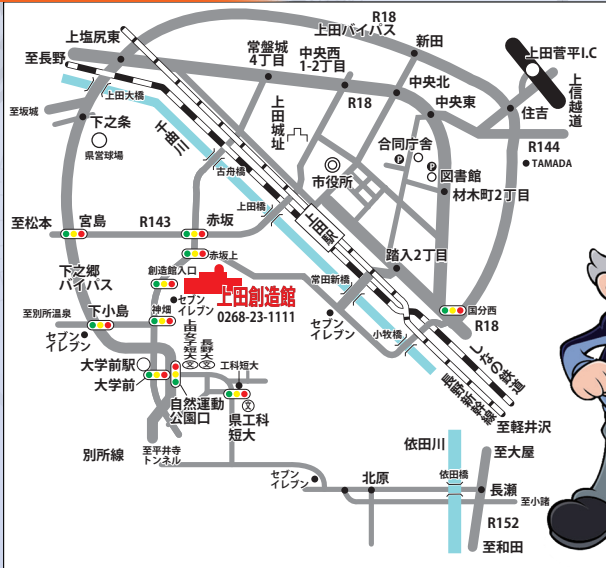 R18
上田バイパス
上塩尻東
至長野
常盤城
4丁目
中央西
1-2丁目
新田
上田菅平I.C
上信越道
上田大橋
中央北
R18
中央東
住吉
至坂城
下之条
県営球場
千曲川
上田城址
合同庁舎
P
P
R144
TAMADA
古舟橋
市役所
図書館
材木町2丁目
上田橋
至松本
宮島
R143
赤坂
上田駅
赤坂上
踏入2丁目
下之郷
バイパス
創造館入口
上田創造館
0268-23-1111
常田新橋
セブン
イレブン
至別所温泉
下小島
神畑
セブン
イレブン
国分西
R18
セブン
イレブン
上田女子短大
長野大
小牧橋
しなの鉄道
長野新幹線
大学前駅
大学前
工科短大
自然運動
公園口
県工科
短大
至軽井沢
別所線
至平井寺
トンネル
依田川
至大屋
セブン
イレブン
北原
依田橋
長瀬
至小諸
R152
至和田